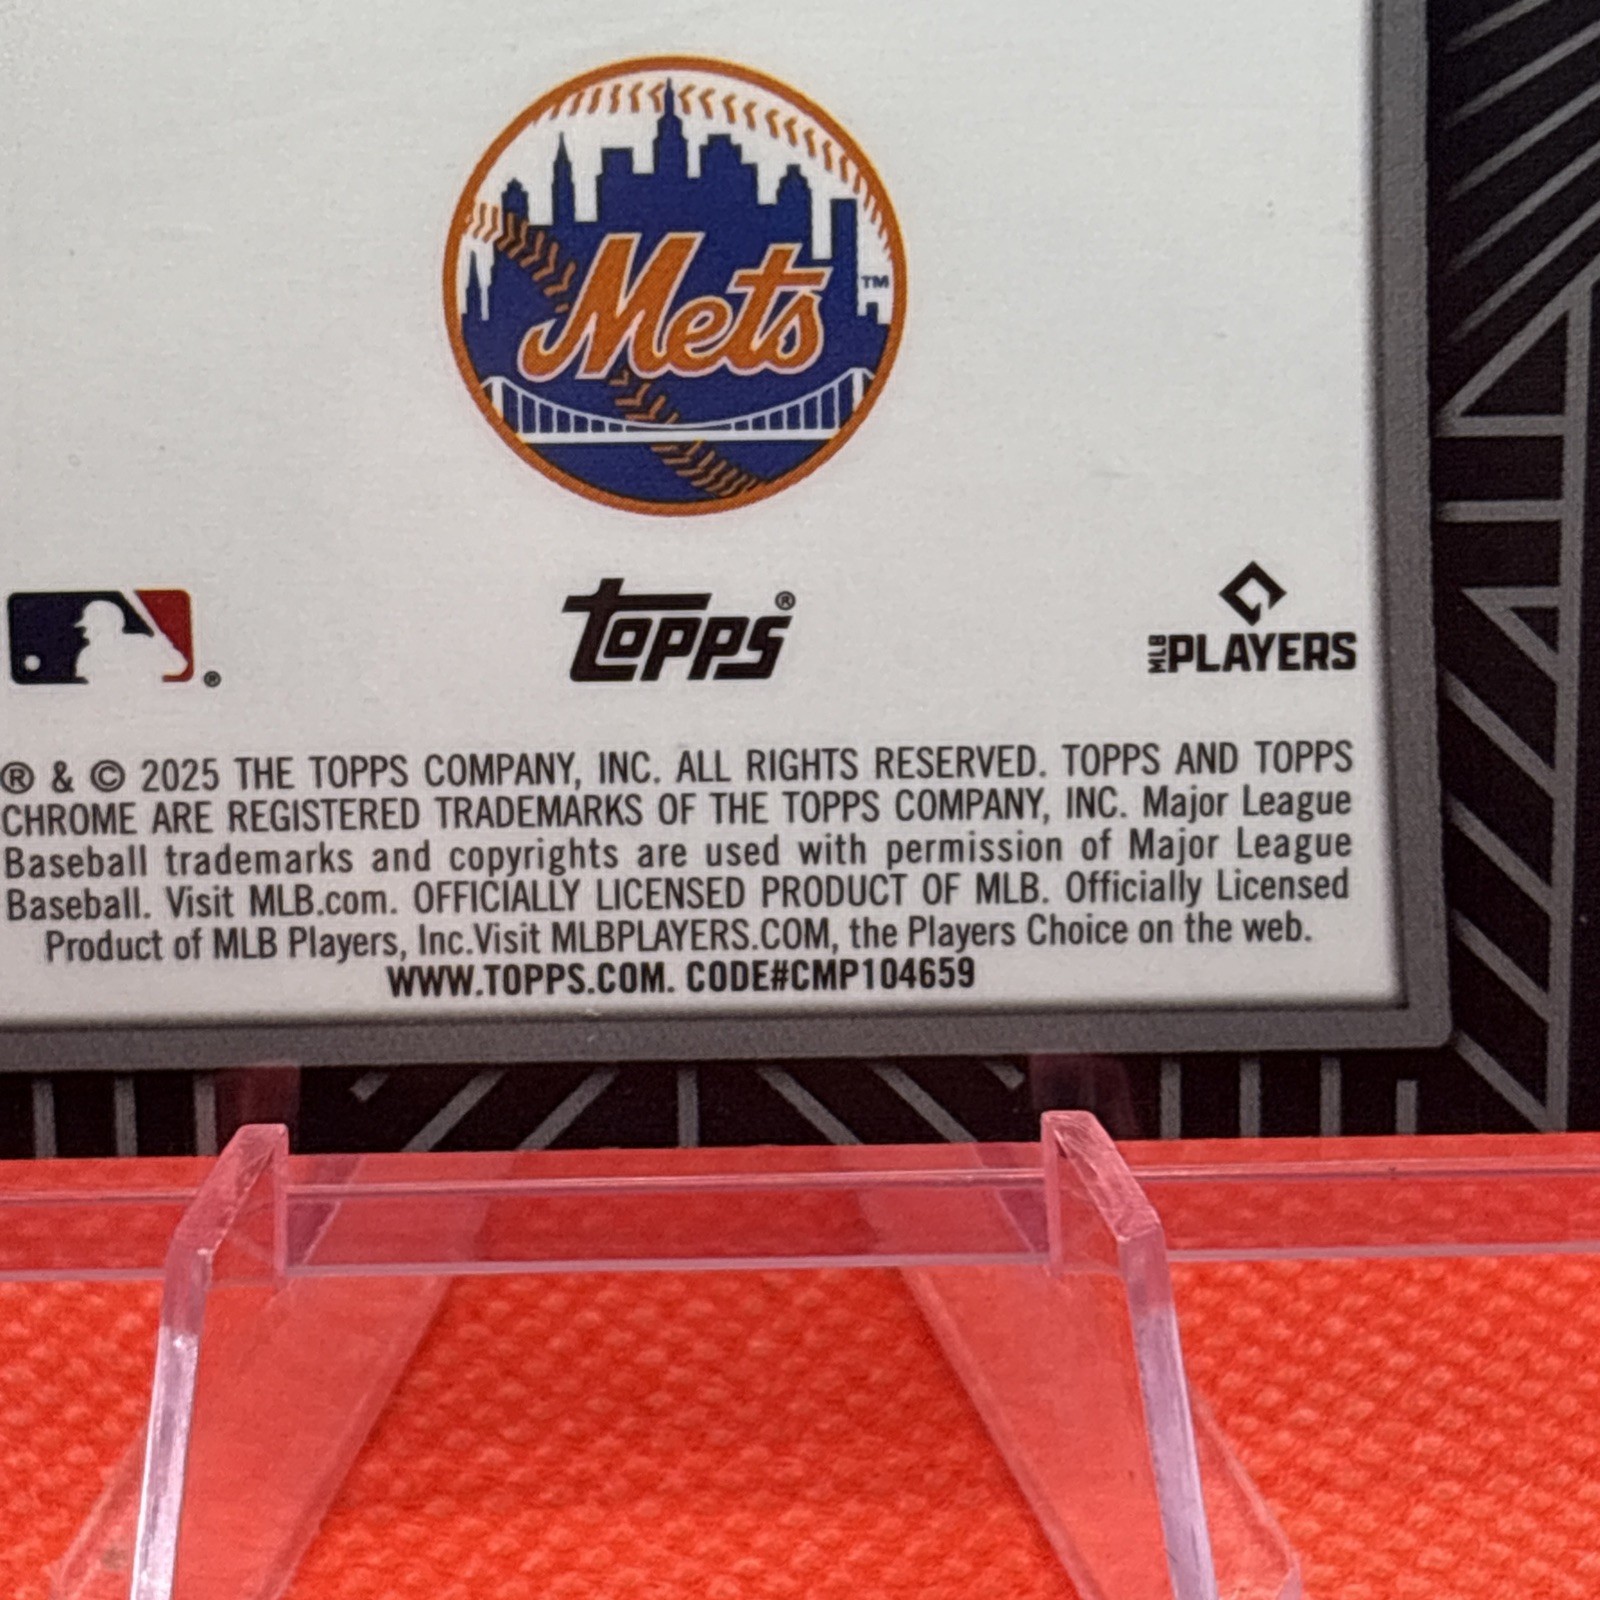 Mets™
TOPPS®
®
MLB PLAYERS
® & © 2025 THE TOPPS COMPANY, INC. ALL RIGHTS RESERVED. TOPPS AND TOPPS
CHROME ARE REGISTERED TRADEMARKS OF THE TOPPS COMPANY, INC. Major League
Baseball trademarks and copyrights are used with permission of Major League
Baseball. Visit MLB.com. OFFICIALLY LICENSED PRODUCT OF MLB. Officially Licensed
Product of MLB Players, Inc.Visit MLBPLAYERS.COM, the Players Choice on the web.
WWW.TOPPS.COM. CODE#CMP104659